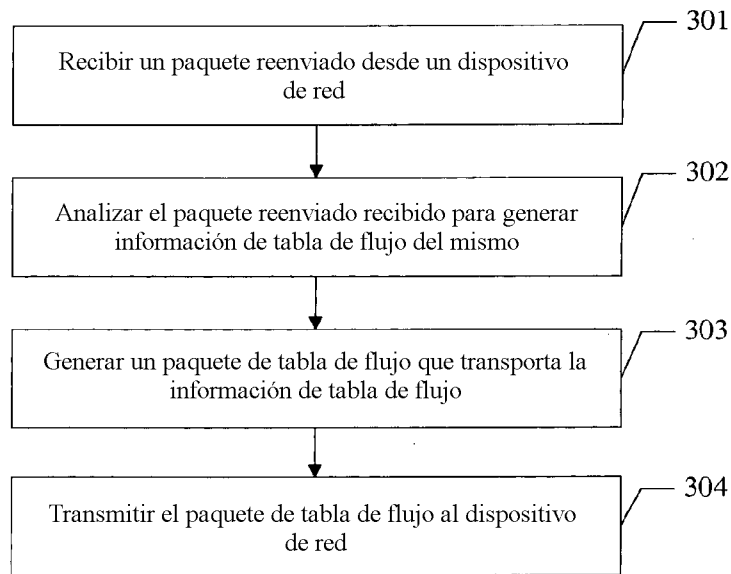 301
Recibir un paquete reenviado desde un dispositivo
de red
302
Analizar el paquete reenviado recibido para generar
información de tabla de flujo del mismo
303
Generar un paquete de tabla de flujo que transporta la
información de tabla de flujo
304
Transmitir el paquete de tabla de flujo al dispositivo
de red